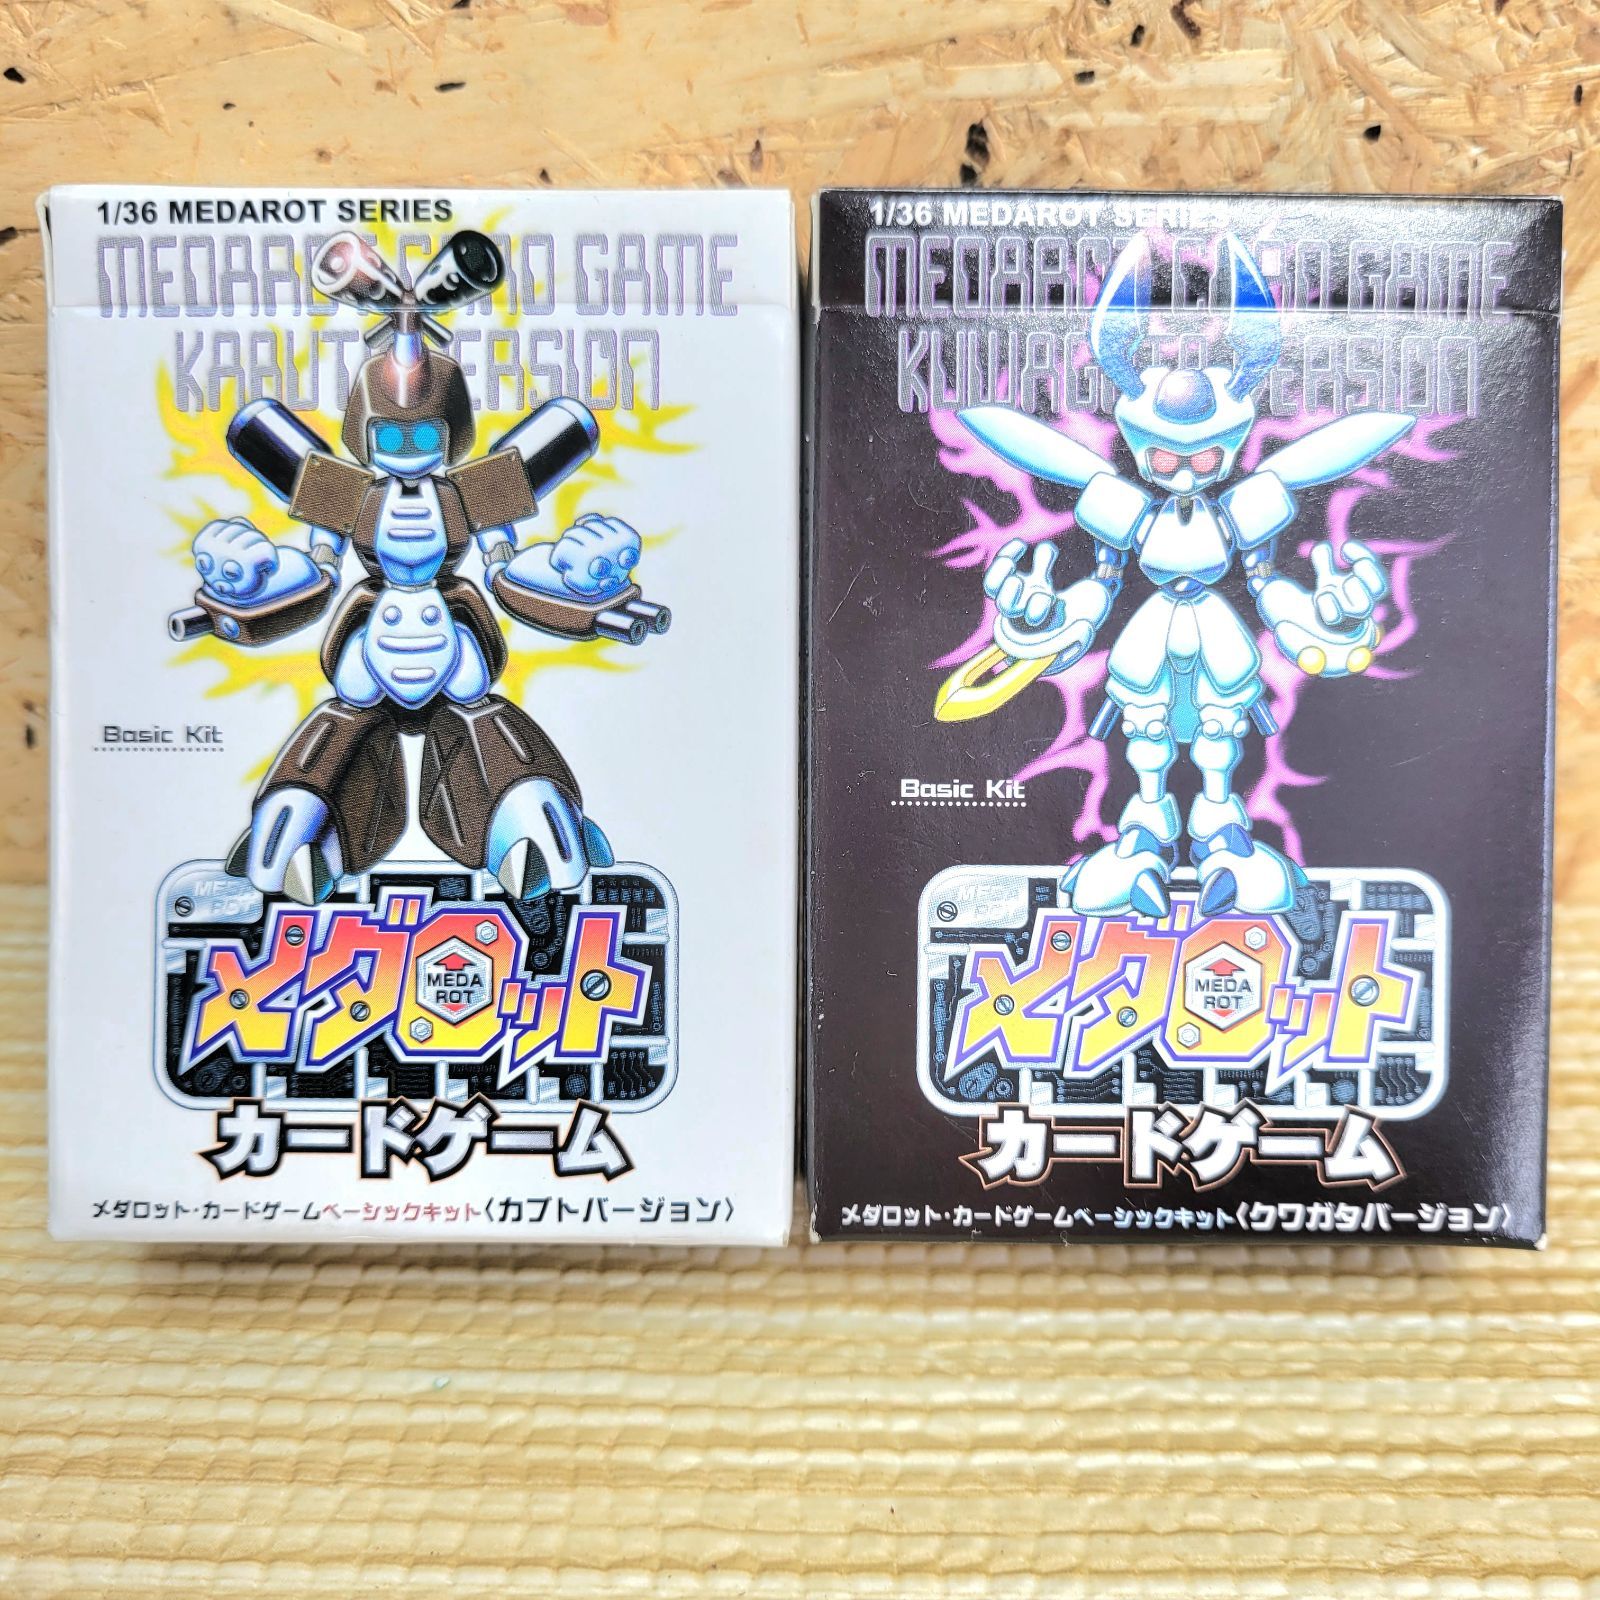 1/36 MEDAROT SERIES
MEDAROT CARD GAME
KABUTO VERSION
Basic Kit
MEDA
ROT
メダロット
MEDA
ROT
カードゲーム
メダロット・カードゲームベーシックキット〈カブトバージョン〉
1/36 MEDAROT SERIES
MEDAROT CARD GAME
KUWAGATA VERSION
Basic Kit
MEDA
ROT
メダロット
MEDA
ROT
カードゲーム
メダロット・カードゲームベーシックキット〈クワガタバージョン〉